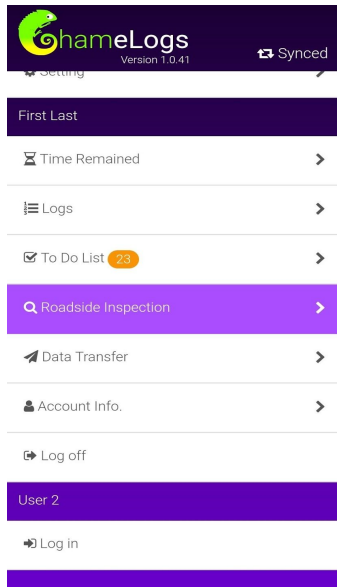 ChameLogs
Version 1.0.41
Synced
Setting
First Last
Time Remained
Logs
To Do List 23
Roadside Inspection
Data Transfer
Account Info.
Log off
User 2
Log in